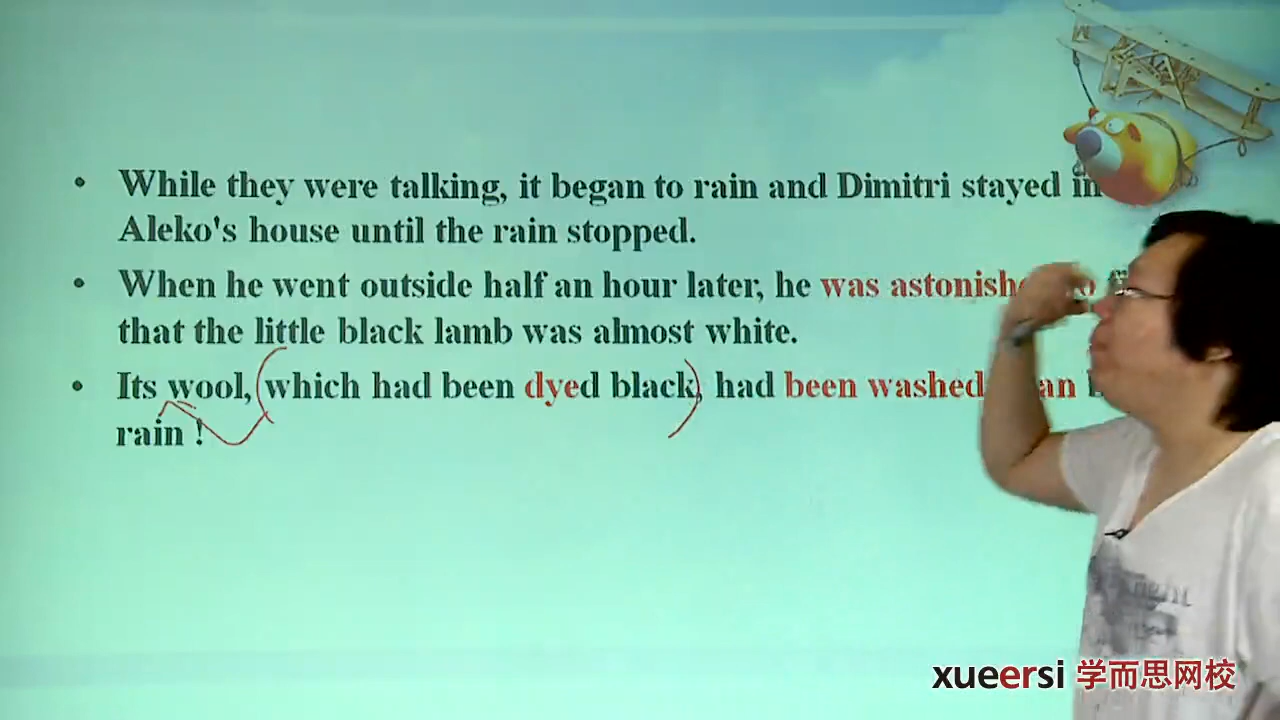 While they were talking, it began to rain and Dimitri stayed in
Aleko's house until the rain stopped.
When he went outside half an hour later, he was
that the little black lamb was almost white.
Its wool, which had been dyed black, had been washed
rain !
xueersi 学而思网校